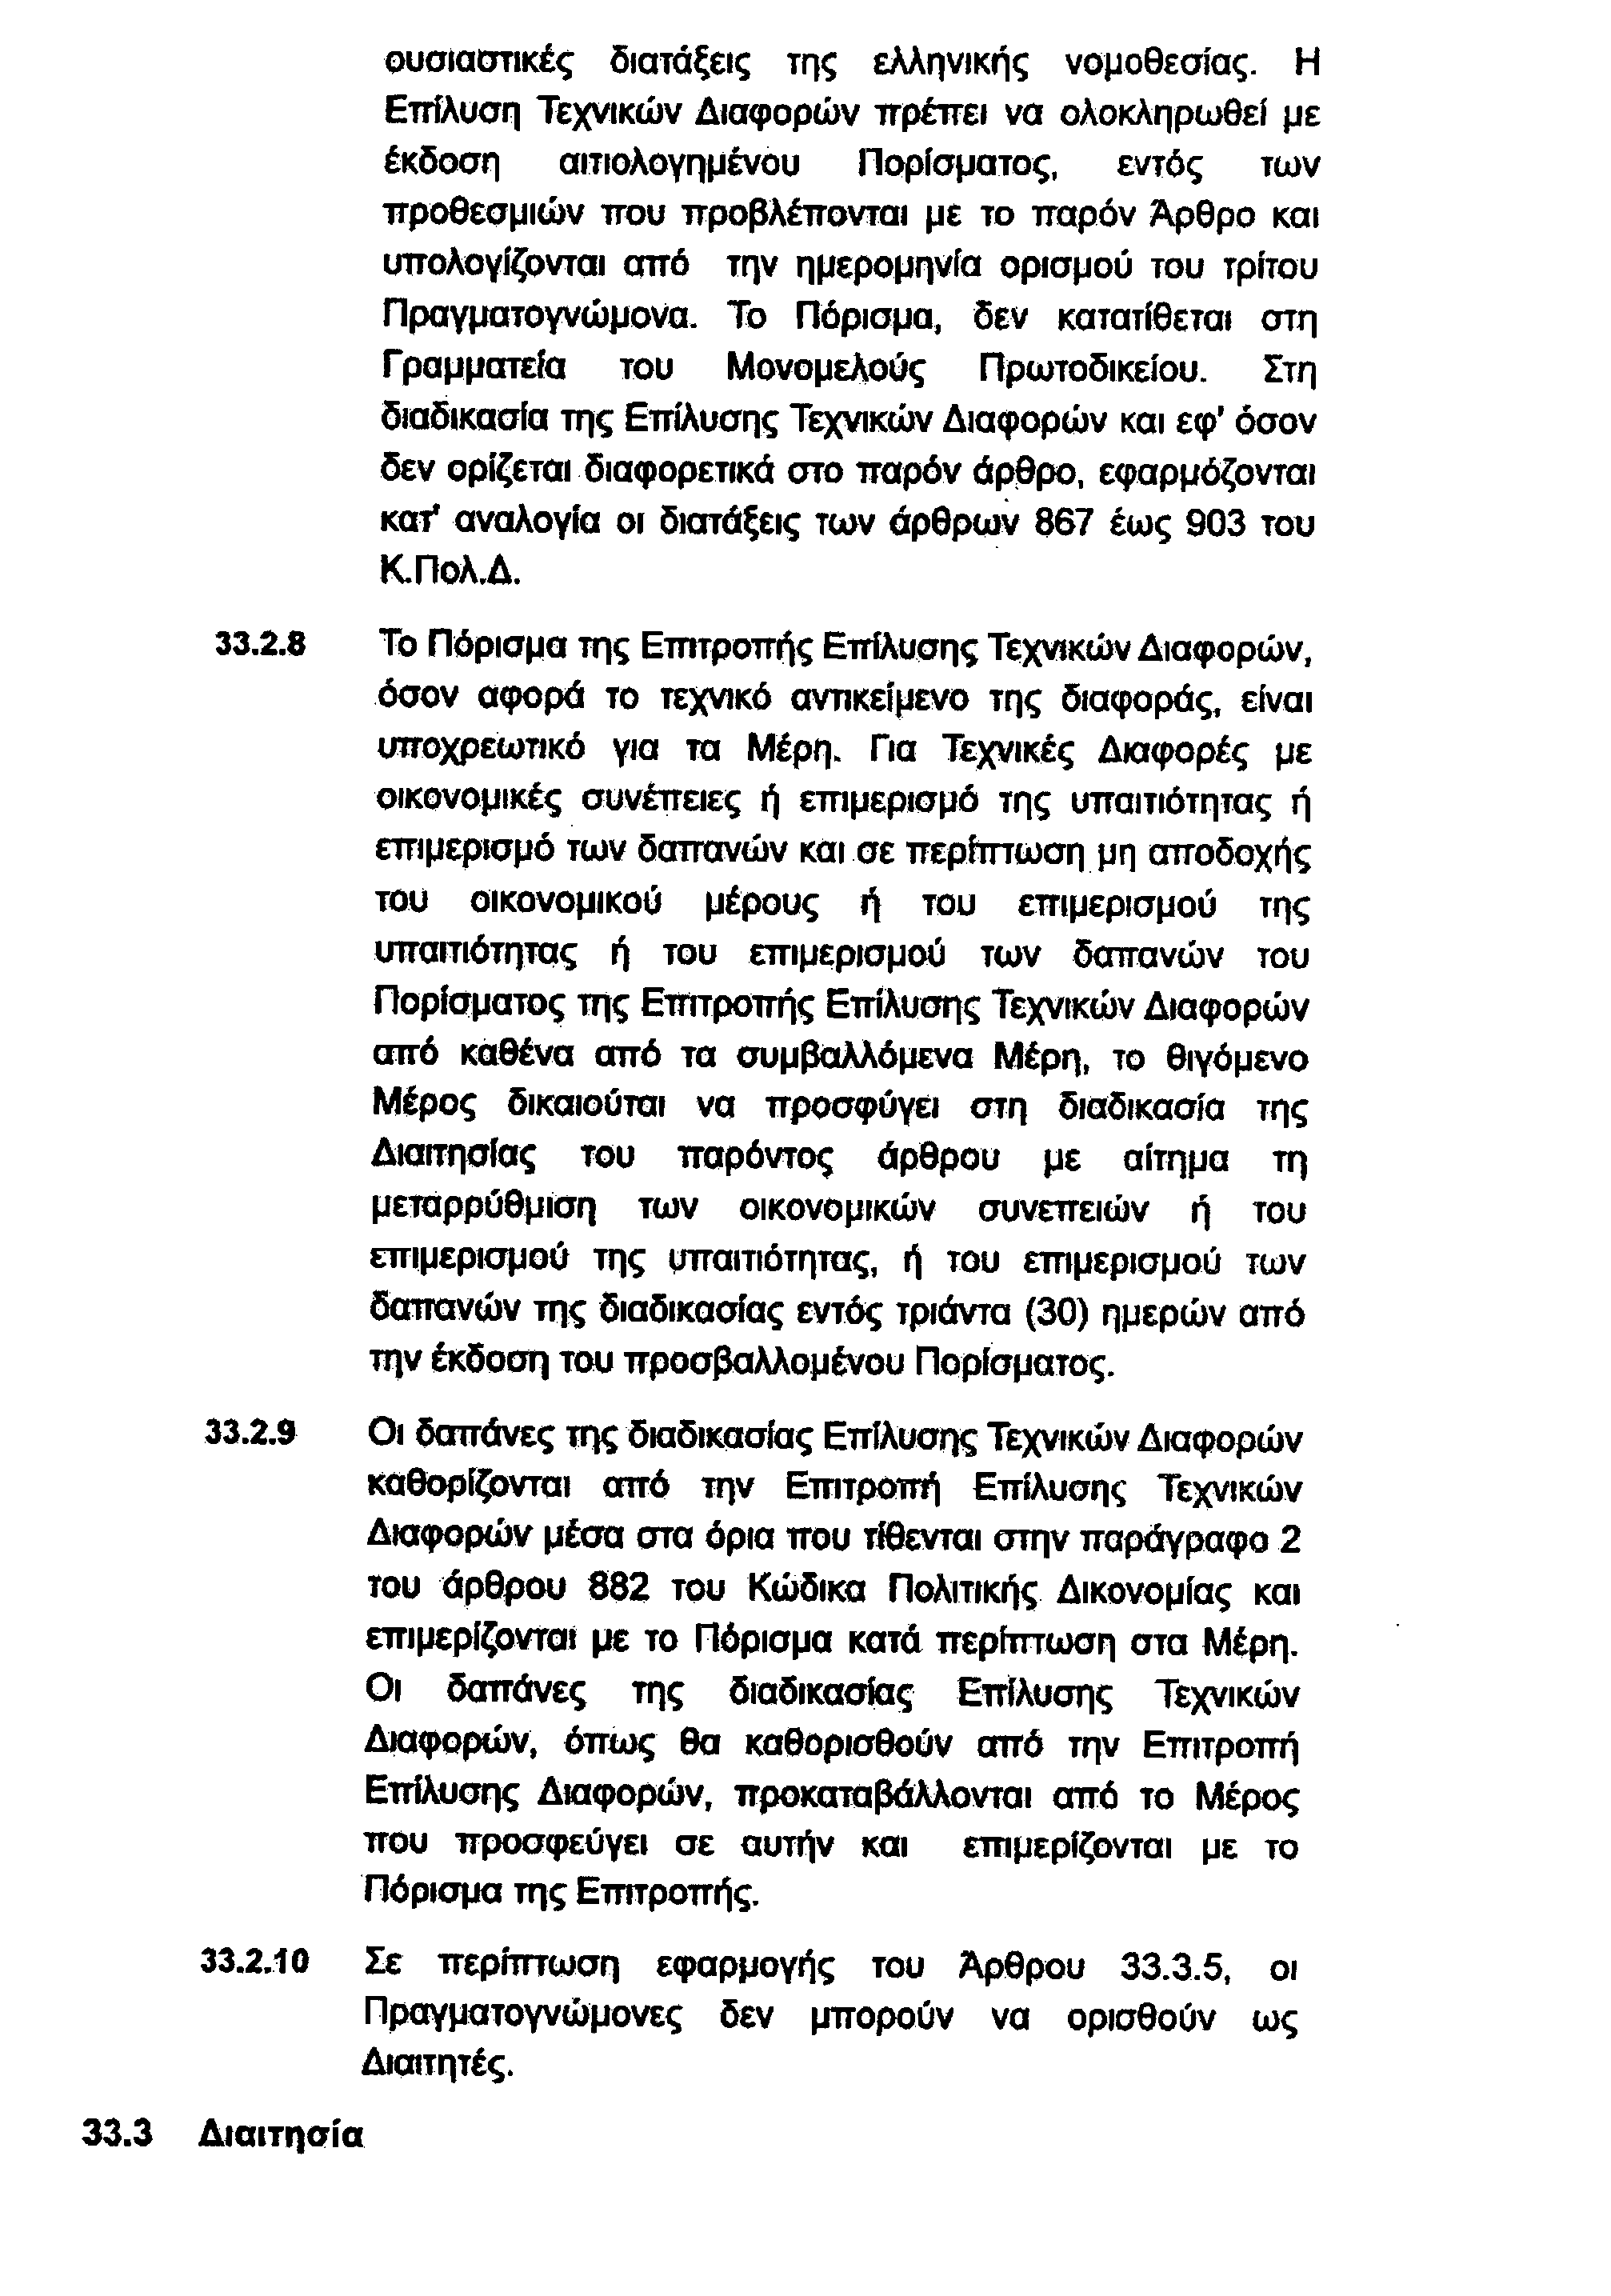 ουσιαστικές διατάξεις της ελληνικής νομοθεσίας. Η
Επίλυση Τεχνικών Διαφορών πρέπει να ολοκληρωθεί με
έκδοση αιτιολογημένου Πορίσματος, εντός των
προθεσμιών που προβλέπονται με το παρόν Άρθρο και
υπολογίζονται από την ημερομηνία ορισμού του τρίτου
Πραγματογνώμονα. Το Πόρισμα, δεν κατατίθεται στη
Γραμματεία του Μονομελούς Πρωτοδικείου. Στη
διαδικασία της Επίλυσης Τεχνικών Διαφορών και εφ' όσον
δεν ορίζεται διαφορετικά στο παρόν άρθρο, εφαρμόζονται
κατ' αναλογία οι διατάξεις των άρθρων 867 έως 903 του
Κ.Πολ.Δ.
33.2.8 Το Πόρισμα της Επιτροπής Επίλυσης Τεχνικών Διαφορών,
όσον αφορά το τεχνικό αντικείμενο της διαφοράς, είναι
υποχρεωτικό για τα Μέρη. Για Τεχνικές Διαφορές με
οικονομικές συνέπειες ή επιμερισμό της υπαιτιότητας ή
επιμερισμό των δαπανών και σε περίπτωση μη αποδοχής
του οικονομικού μέρους ή του επιμερισμού της
υπαιτιότητας ή του επιμερισμού των δαπανών του
Πορίσματος της Επιτροπής Επίλυσης Τεχνικών Διαφορών
από καθένα από τα συμβαλλόμενα Μέρη, το θιγόμενο
Μέρος δικαιούται να προσφύγει στη διαδικασία της
Διαιτησίας του παρόντος άρθρου με αίτημα τη
μεταρρύθμιση των οικονομικών συνεπειών ή του
επιμερισμού της υπαιτιότητας, ή του επιμερισμού των
δαπανών της διαδικασίας εντός τριάντα (30) ημερών από
την έκδοση του προσβαλλομένου Πορίσματος.
33.2.9 Οι δαπάνες της διαδικασίας Επίλυσης Τεχνικών Διαφορών
καθορίζονται από την Επιτροπή Επίλυσης Τεχνικών
Διαφορών μέσα στα όρια που τίθενται στην παράγραφο 2
του άρθρου 882 του Κώδικα Πολιτικής Δικονομίας και
επιμερίζονται με το Πόρισμα κατά περίπτωση στα Μέρη.
Οι δαπάνες της διαδικασίας Επίλυσης Τεχνικών
Διαφορών, όπως θα καθορισθούν από την Επιτροπή
Επίλυσης Διαφορών, προκαταβάλλονται από το Μέρος
που προσφεύγει σε αυτήν και επιμερίζονται με το
Πόρισμα της Επιτροπής.
33.2.10 Σε περίπτωση εφαρμογής του Άρθρου 33.3.5, οι
Πραγματογνώμονες δεν μπορούν να ορισθούν ως
Διαιτητές.
33.3 Διαιτησία